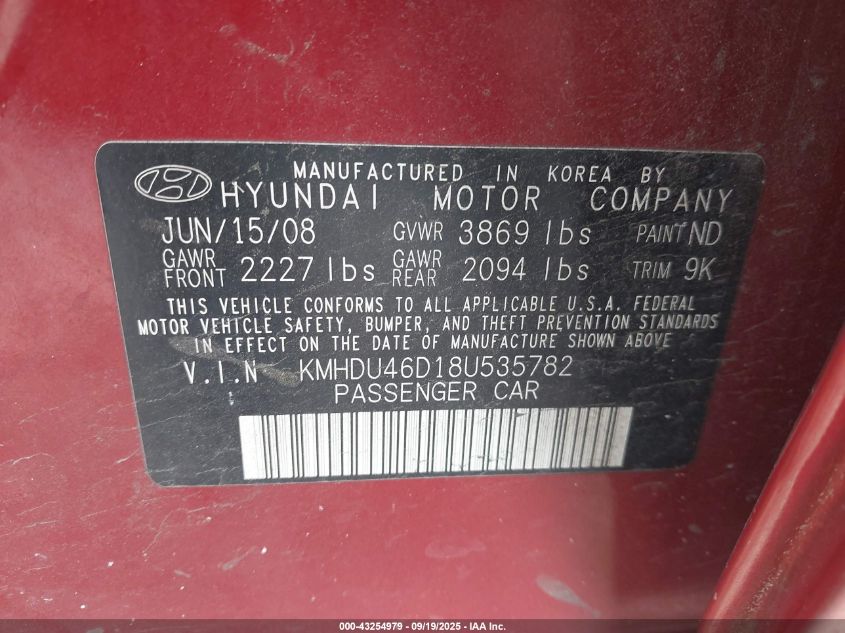 MANUFACTURED IN KOREA BY
HYUNDAI MOTOR COMPANY
JUN/15/08 GVWR 3869 lbs PAINT ND
GAWR FRONT 2227 lbs GAWR REAR 2094 lbs TRIM 9K
THIS VEHICLE CONFORMS TO ALL APPLICABLE U.S.A. FEDERAL
MOTOR VEHICLE SAFETY, BUMPER, AND THEFT PREVENTION STANDARDS
IN EFFECT ON THE DATE OF MANUFACTURE SHOWN ABOVE
V.I.N KMHDU46D18U535782
PASSENGER CAR
000-43254979 - 09/19/2025 - IAA Inc.